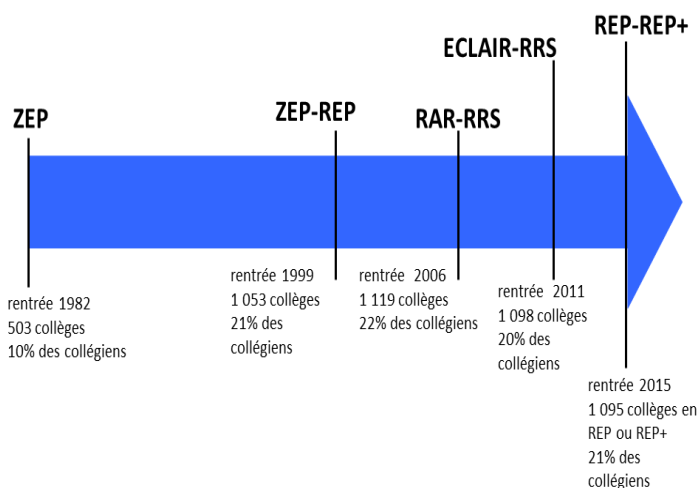 ZEP
rentrée 1982
503 collèges
10% des collégiens
ZEP-REP
rentrée 1999
1 053 collèges
21% des
collégiens
RAR-RRS
rentrée 2006
1 119 collèges
22% des collégiens
ECLAIR-RRS
rentrée 2011
1 098 collèges
20% des
collégiens
REP-REP+
rentrée 2015
1 095 collèges en
REP ou REP+
21% des
collégiens